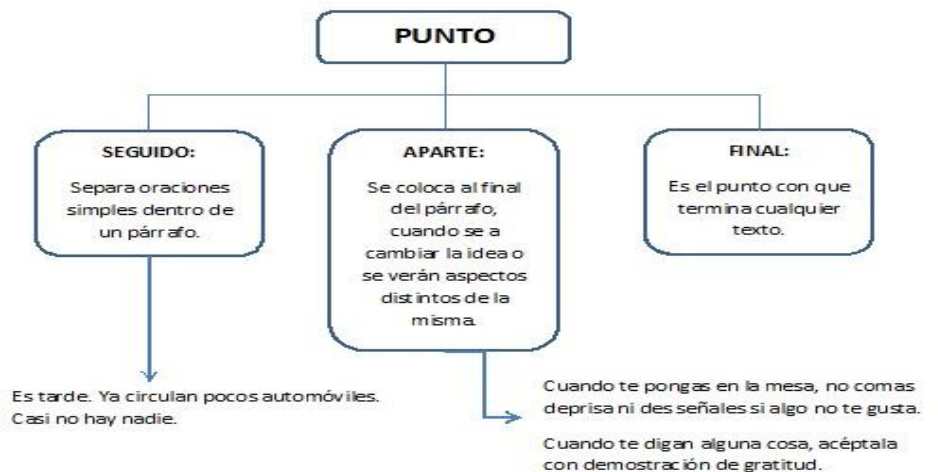 PUNTO
SEGUIDO:
Separa oraciones
simples dentro de
un párrafo.
APARTE:
Se coloca al final
del párrafo,
cuando se a
cambiar la idea o
se verán aspectos
distintos de la
misma.
FINAL:
Es el punto con que
termina cualquier
texto.
Es tarde. Ya circulan pocos automóviles.
Casi no hay nadie.
Cuando te pongas en la mesa, no comas
deprisa ni des señales si algo no te gusta.
Cuando te digan alguna cosa, acéptala
con demostración de gratitud.